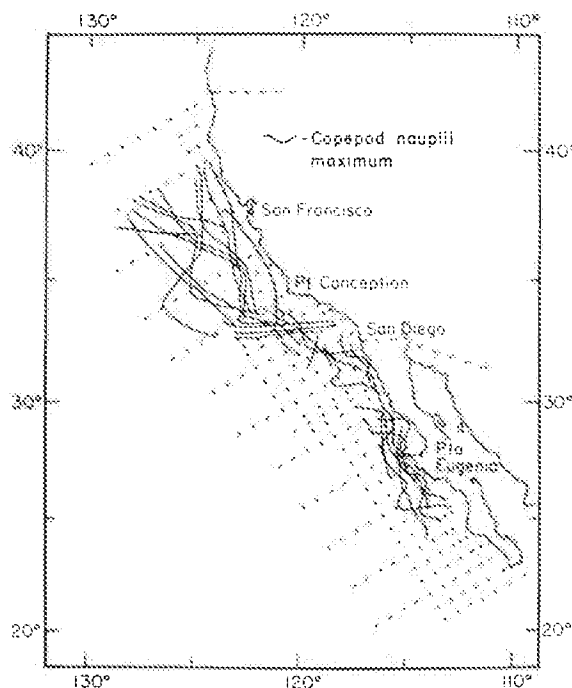 130° 120° 110°
40° 40°
-Copepod nauplii
maximum
San Francisco
Pt Conception
San Diego
30° 30°
Pta
Eugenia
20° 20°
130° 120° 110°